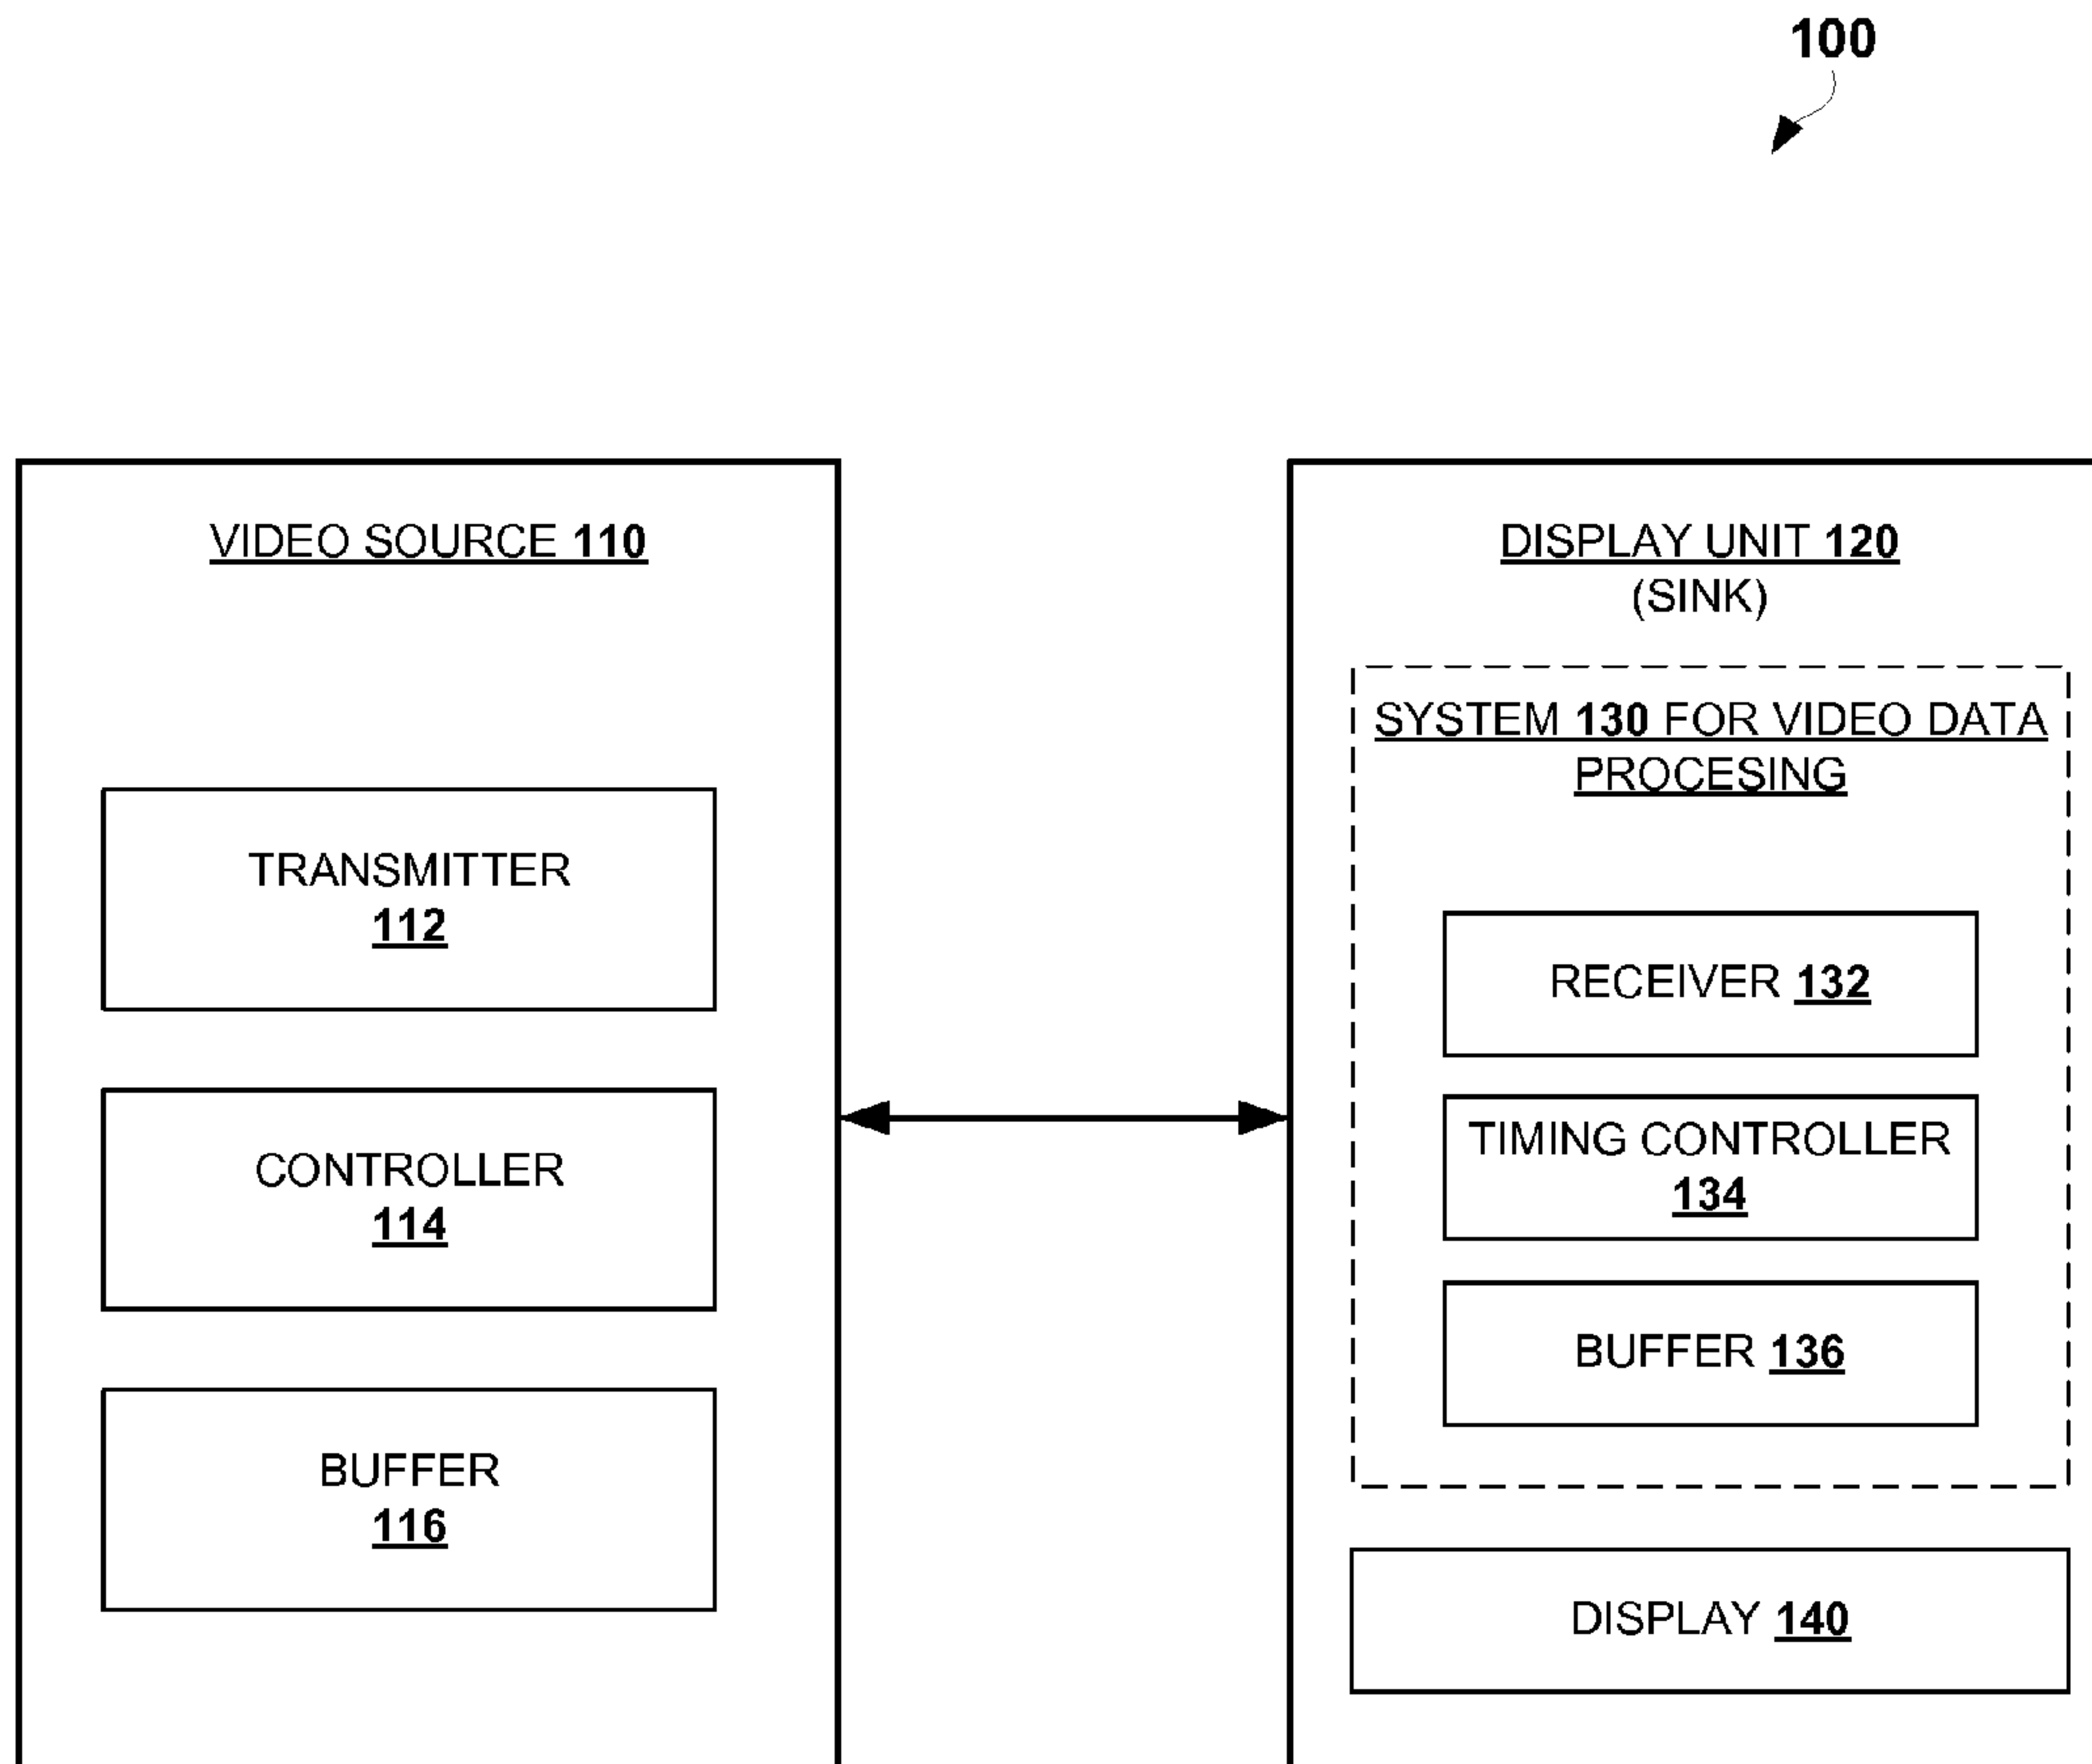 100
VIDEO SOURCE 110
TRANSMITTER
112
CONTROLLER
114
BUFFER
116
DISPLAY UNIT 120
(SINK)
SYSTEM 130 FOR VIDEO DATA
PROCESING
RECEIVER 132
TIMING CONTROLLER
134
BUFFER 136
DISPLAY 140